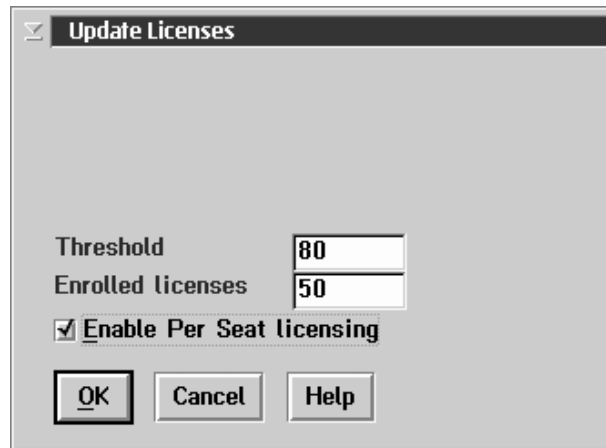 Update Licenses
Threshold 80
Enrolled licenses 50
Enable Per Seat licensing
OK Cancel Help